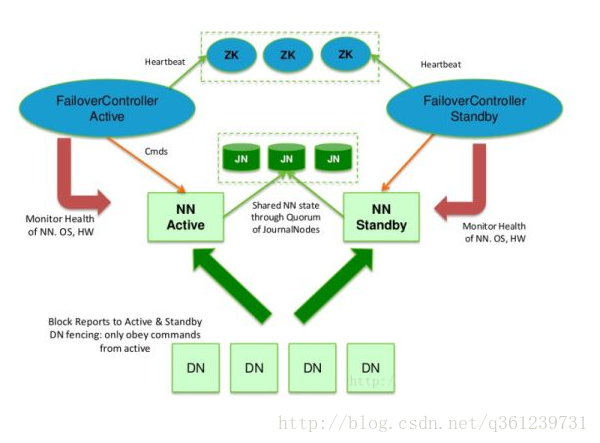 ZK
ZK
ZK
Heartbeat
Heartbeat
FailoverController
Active
FailoverController
Standby
Cmds
JN
JN
JN
Monitor Health
of NN. OS, HW
NN
Active
Shared NN state
through Quorum
of JournalNodes
NN
Standby
Monitor Health
of NN. OS, HW
Block Reports to Active & Standby
DN fencing: only obey commands
from active
DN
DN
DN
DN
http:/
http://blog.csdn.net/q361239731